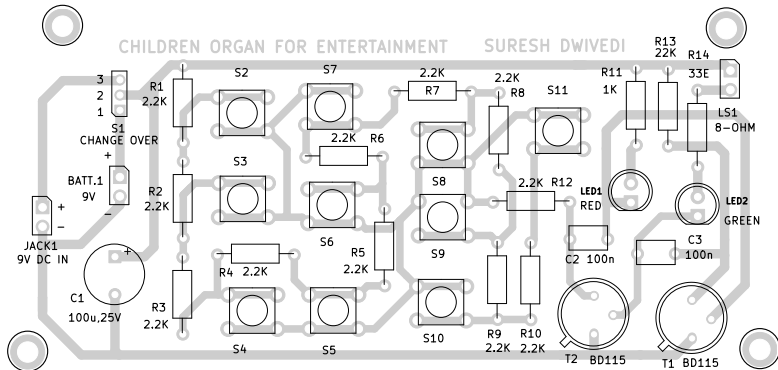 CHILDREN ORGAN FOR ENTERTAINMENT SURESH DWIVEDI
3
2
1
S1
CHANGE OVER
+
BATT.1
9V
–
+
–
JACK1
9V DC IN
+
C1
100u,25V
R1
2.2K
R2
2.2K
R3
2.2K
S2
S3
R4
2.2K
S4
S7
R6
2.2K
S6
R5
2.2K
S5
2.2K
R7
S8
S9
S10
2.2K
R8
S11
2.2K
R12
R9
2.2K
R10
2.2K
R11
1K
R13
22K
R14
33E
LS1
8-OHM
LED1
RED
LED2
GREEN
C2 100n
C3
100n
T2 BD115
T1 BD115